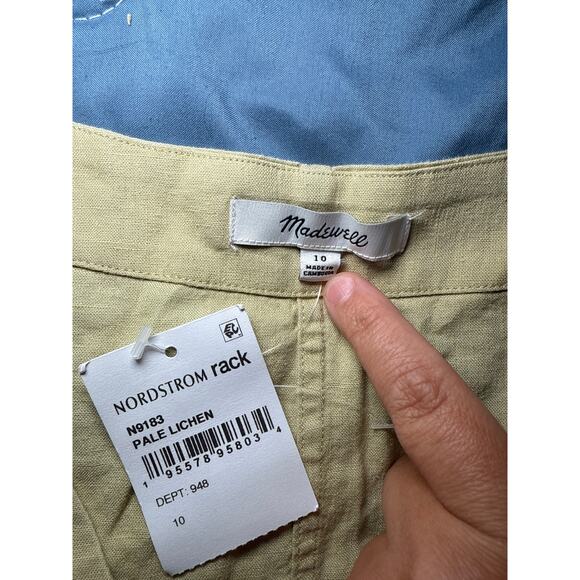 Madewell
10
MADE IN
CAMBODIA
NORDSTROM rack
N9183
PALE LICHEN
1 95578 95803 4
DEPT: 948
10